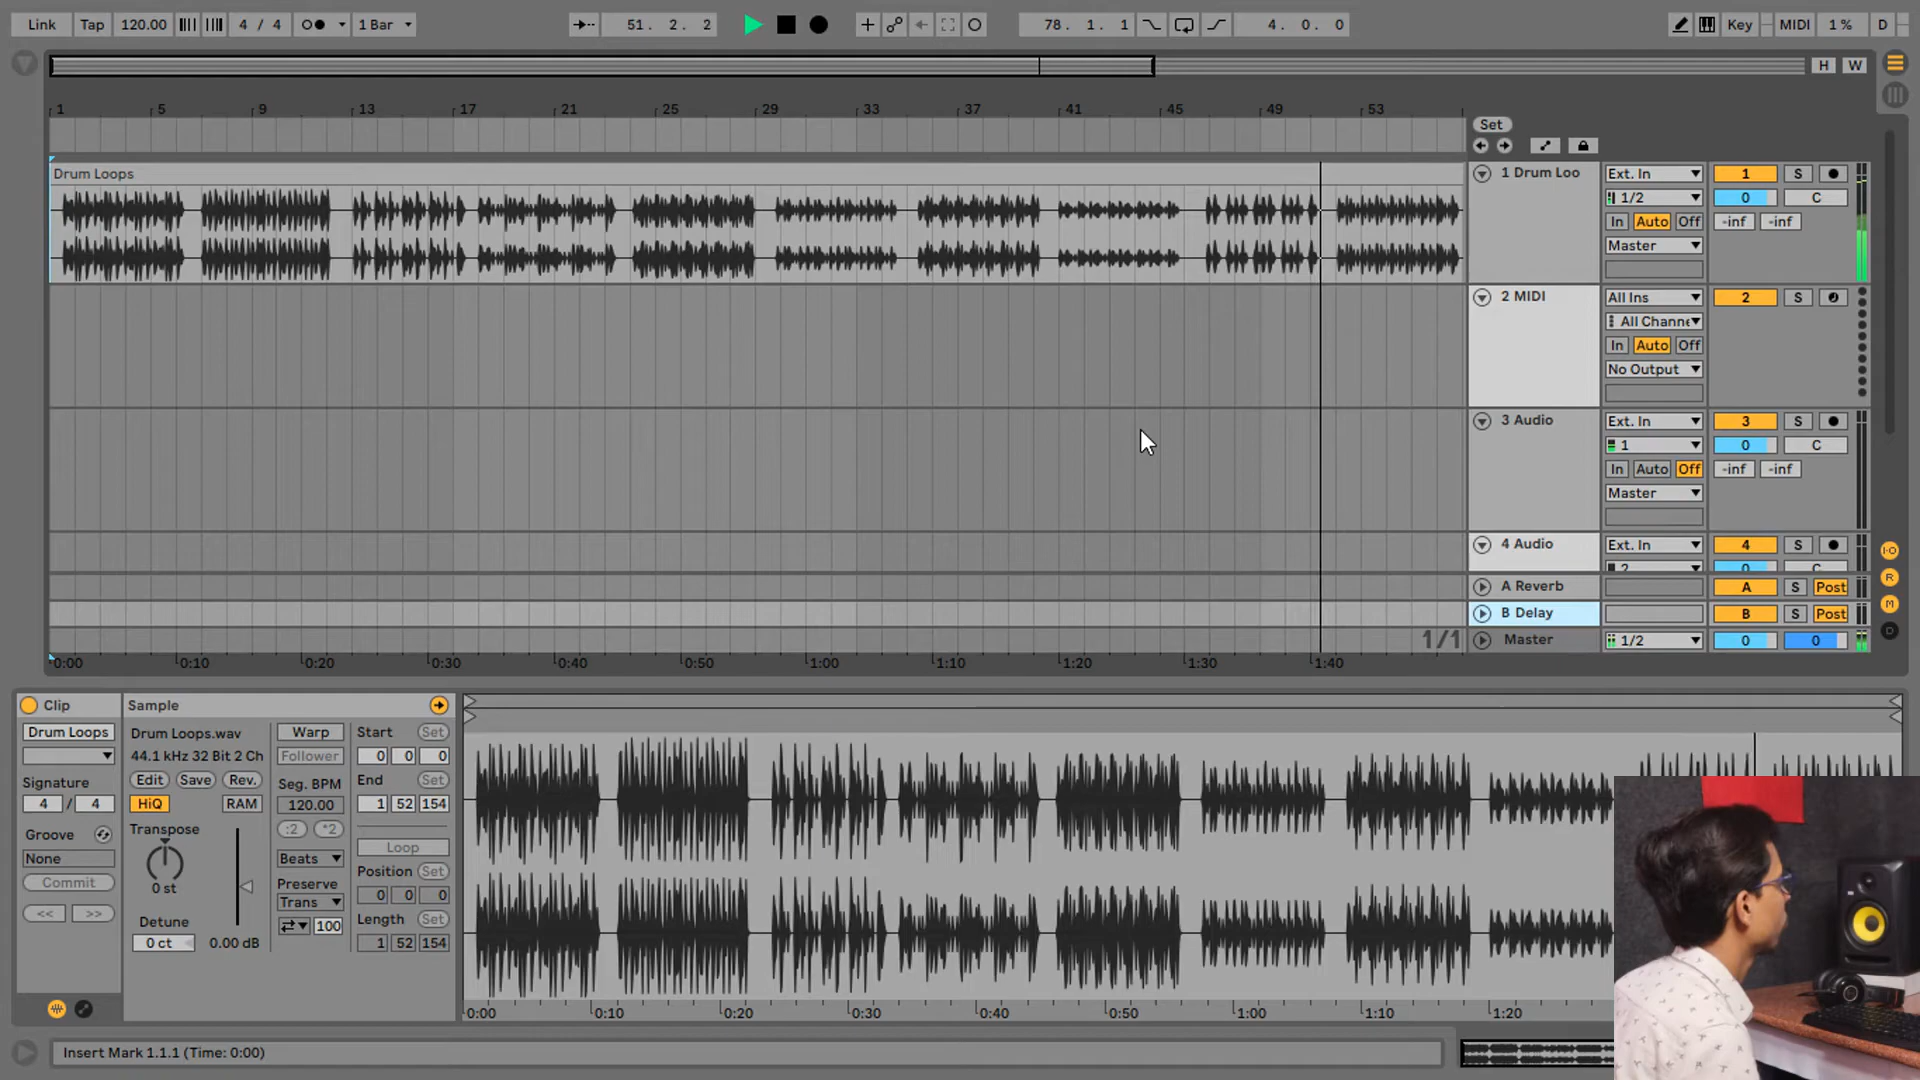 Link Tap 120.00 4 / 4 1 Bar 51. 2. 2 78. 1. 1 4. 0. 0 Key MIDI 1 % D
H W
1 5 9 13 17 21 25 29 33 37 41 45 49 53
Set
Drum Loops
1 Drum Loo Ext. In 1 S
1/2 0 C
In Auto Off -inf -inf
Master
2 MIDI All Ins 2 S
All Channe
In Auto Off
No Output
3 Audio Ext. In 3 S
1 0 C
In Auto Off -inf -inf
Master
4 Audio Ext. In 4 S
2 0 C
A Reverb A S Post
B Delay B S Post
1/1 Master 1/2 0 0
0:00 0:10 0:20 0:30 0:40 0:50 1:00 1:10 1:20 1:30 1:40
I·O
R
M
D
Clip
Drum Loops
Signature
4 / 4
Groove
None
Commit
<< >>
Sample
Drum Loops.wav
44.1 kHz 32 Bit 2 Ch
Edit Save Rev.
HiQ RAM
Transpose
0 st
Detune
0 ct 0.00 dB
Warp
Follower
Seg. BPM
120.00
:2 *2
Beats
Preserve
Trans
100
Start Set
0 0 0
End Set
1 52 154
Loop
Position Set
0 0 0
Length Set
1 52 154
0:00 0:10 0:20 0:30 0:40 0:50 1:00 1:10 1:20
Insert Mark 1.1.1 (Time: 0:00)